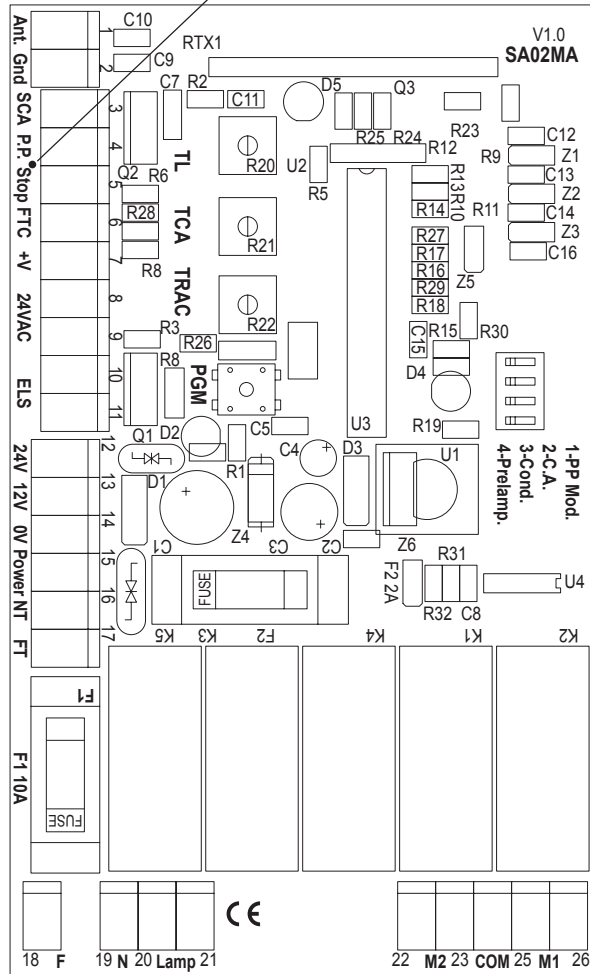 V1.0
SA02MA
RTX1
Ant.
Gnd
SCA
P.P.
Stop
FTC
+V
24VAC
ELS
24V
12V
0V
Power
NT
FT
1
2
3
4
5
6
7
8
9
10
11
12
13
14
15
16
17
C10
C9
C7
R2
C11
D5
Q3
R25
R24
R12
R23
C12
Z1
R9
C13
Z2
C14
R11
Z3
C16
Q2
R6
R28
R8
TL
TCA
TRAC
R20
R21
R22
U2
R5
R13
R10
R14
R27
R17
R16
R29
R18
Z5
R3
R26
R8
PGM
C15
R15
R30
D4
R19
U3
C5
D2
Q1
R1
C4
D3
U1
D1
Z4
C1
C3
C2
Z6
1-PP Mod.
2-C.A.
3-Cond.
4-Prelamp.
FUSE
F2 2A
R31
R32
C8
U4
K5
K3
F2
K4
K1
K2
F1
F1 10A
FUSE
18 F
19 N 20 Lamp 21
CE
22 M2 23 COM 25 M1 26